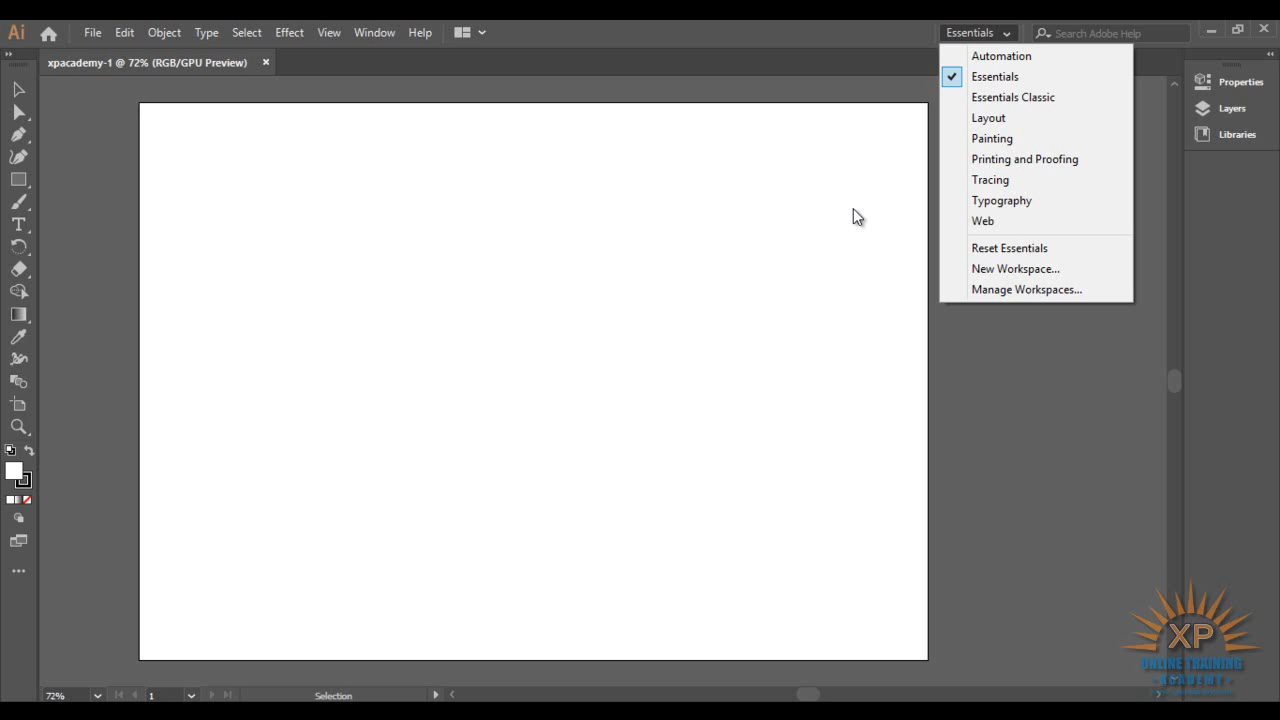 Ai
File Edit Object Type Select Effect View Window Help
Essentials
Search Adobe Help
xpacademy-1 @ 72% (RGB/GPU Preview)
Automation
Essentials
Essentials Classic
Layout
Painting
Printing and Proofing
Tracing
Typography
Web
Reset Essentials
New Workspace...
Manage Workspaces...
Properties
Layers
Libraries
XP
ONLINE TRAINING
ACADEMY
72%
1
Selection